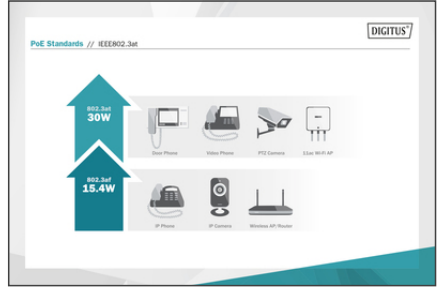 DIGITUS®
PoE Standards // IEEE802.3at
802.3at
30W
Door Phone Video Phone PTZ Camera 11ac Wi-Fi AP
802.3af
15.4W
IP Phone IP Camera Wireless AP/Router